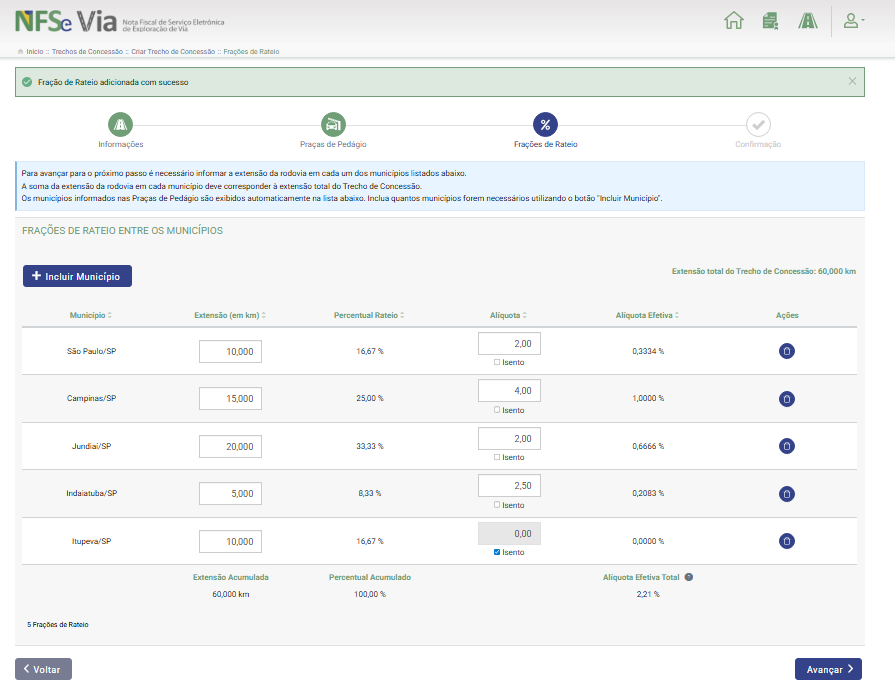 NFSe Via Nota Fiscal de Serviço Eletrônica
de Exploração de Via
Início :: Trechos de Concessão :: Criar Trecho de Concessão :: Frações de Rateio
Fração de Rateio adicionada com sucesso
Informações Praças de Pedágio Frações de Rateio Confirmação
Para avançar para o próximo passo é necessário informar a extensão da rodovia em cada um dos municípios listados abaixo.
A soma da extensão da rodovia em cada município deve corresponder à extensão total do Trecho de Concessão.
Os municípios informados nas Praças de Pedágio são exibidos automaticamente na lista abaixo. Inclua quantos municípios forem necessários utilizando o botão "Incluir Município".
FRAÇÕES DE RATEIO ENTRE OS MUNICÍPIOS
+ Incluir Município
Extensão total do Trecho de Concessão: 60,000 km
Município Extensão (em km) Percentual Rateio Alíquota Alíquota Efetiva Ações
São Paulo/SP 10,000 16,67 % 2,00 0,3334 %
Isento
Campinas/SP 15,000 25,00 % 4,00 1,0000 %
Isento
Jundiaí/SP 20,000 33,33 % 2,00 0,6666 %
Isento
Indaiatuba/SP 5,000 8,33 % 2,50 0,2083 %
Isento
Itupeva/SP 10,000 16,67 % 0,00 0,0000 %
Isento
Extensão Acumulada Percentual Acumulado Alíquota Efetiva Total ?
60,000 km 100,00 % 2,21 %
5 Frações de Rateio
Voltar Avançar